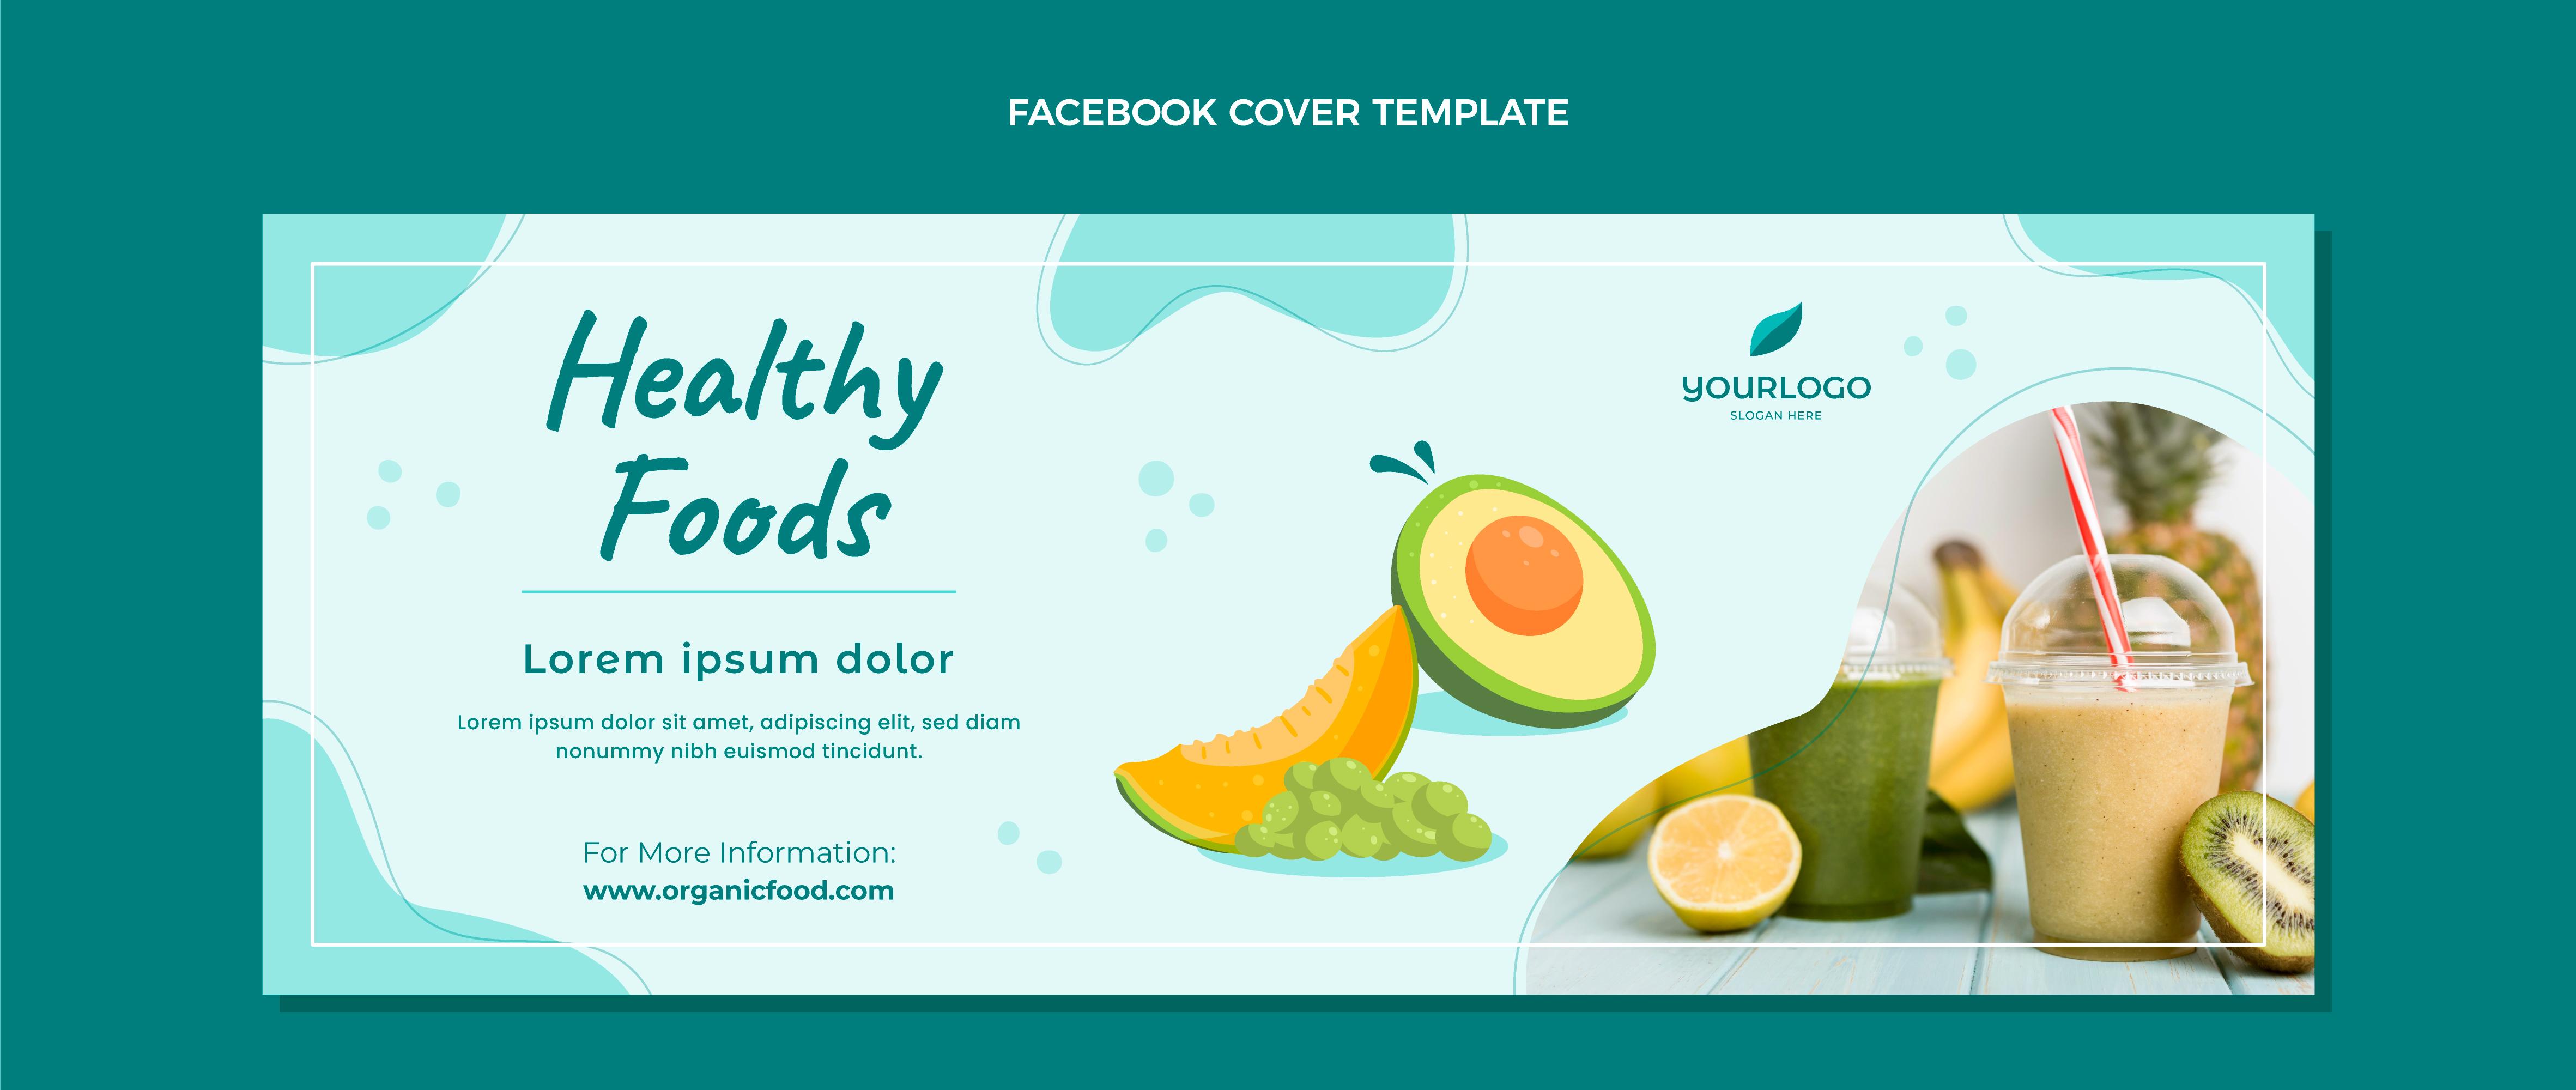 FACEBOOK COVER TEMPLATE
Healthy
Foods
Lorem ipsum dolor
Lorem ipsum dolor sit amet, adipiscing elit, sed diam
nonummy nibh euismod tincidunt.
For More Information:
www.organicfood.com
YOURLOGO
SLOGAN HERE